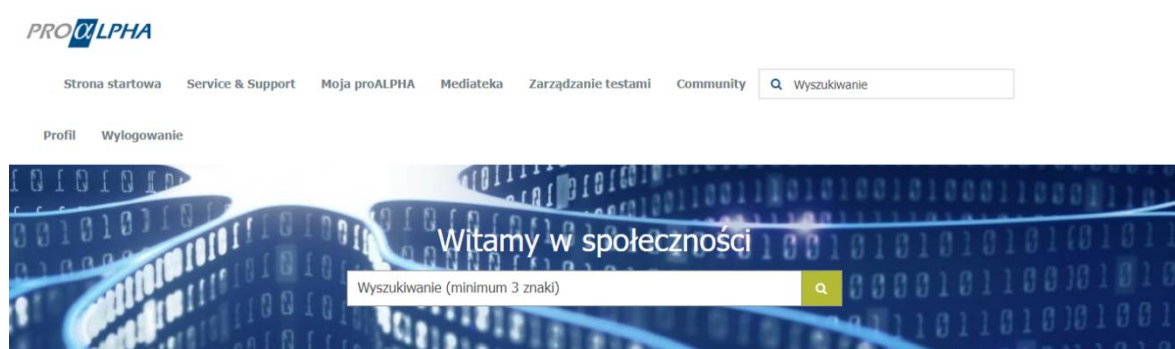 PROαLPHA
Strona startowa Service & Support Moja proALPHA Mediateka Zarządzanie testami Community Wyszukiwanie
Profil Wylogowanie
Witamy w społeczności
Wyszukiwanie (minimum 3 znaki)